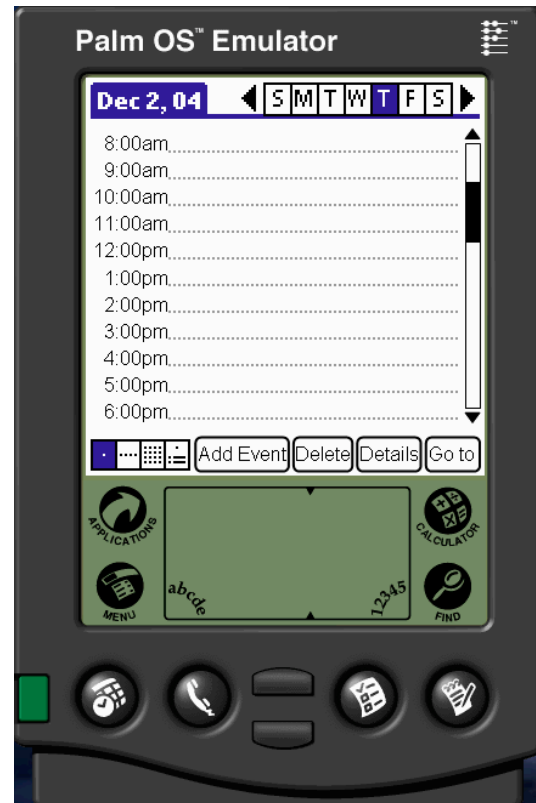 Palm OS™ Emulator
™
Dec 2, 04 S M T W T F S
8:00am
9:00am
10:00am
11:00am
12:00pm
1:00pm
2:00pm
3:00pm
4:00pm
5:00pm
6:00pm
Add Event Delete Details Go to
APPLICATIONS
CALCULATOR
MENU
abcde
12345
FIND